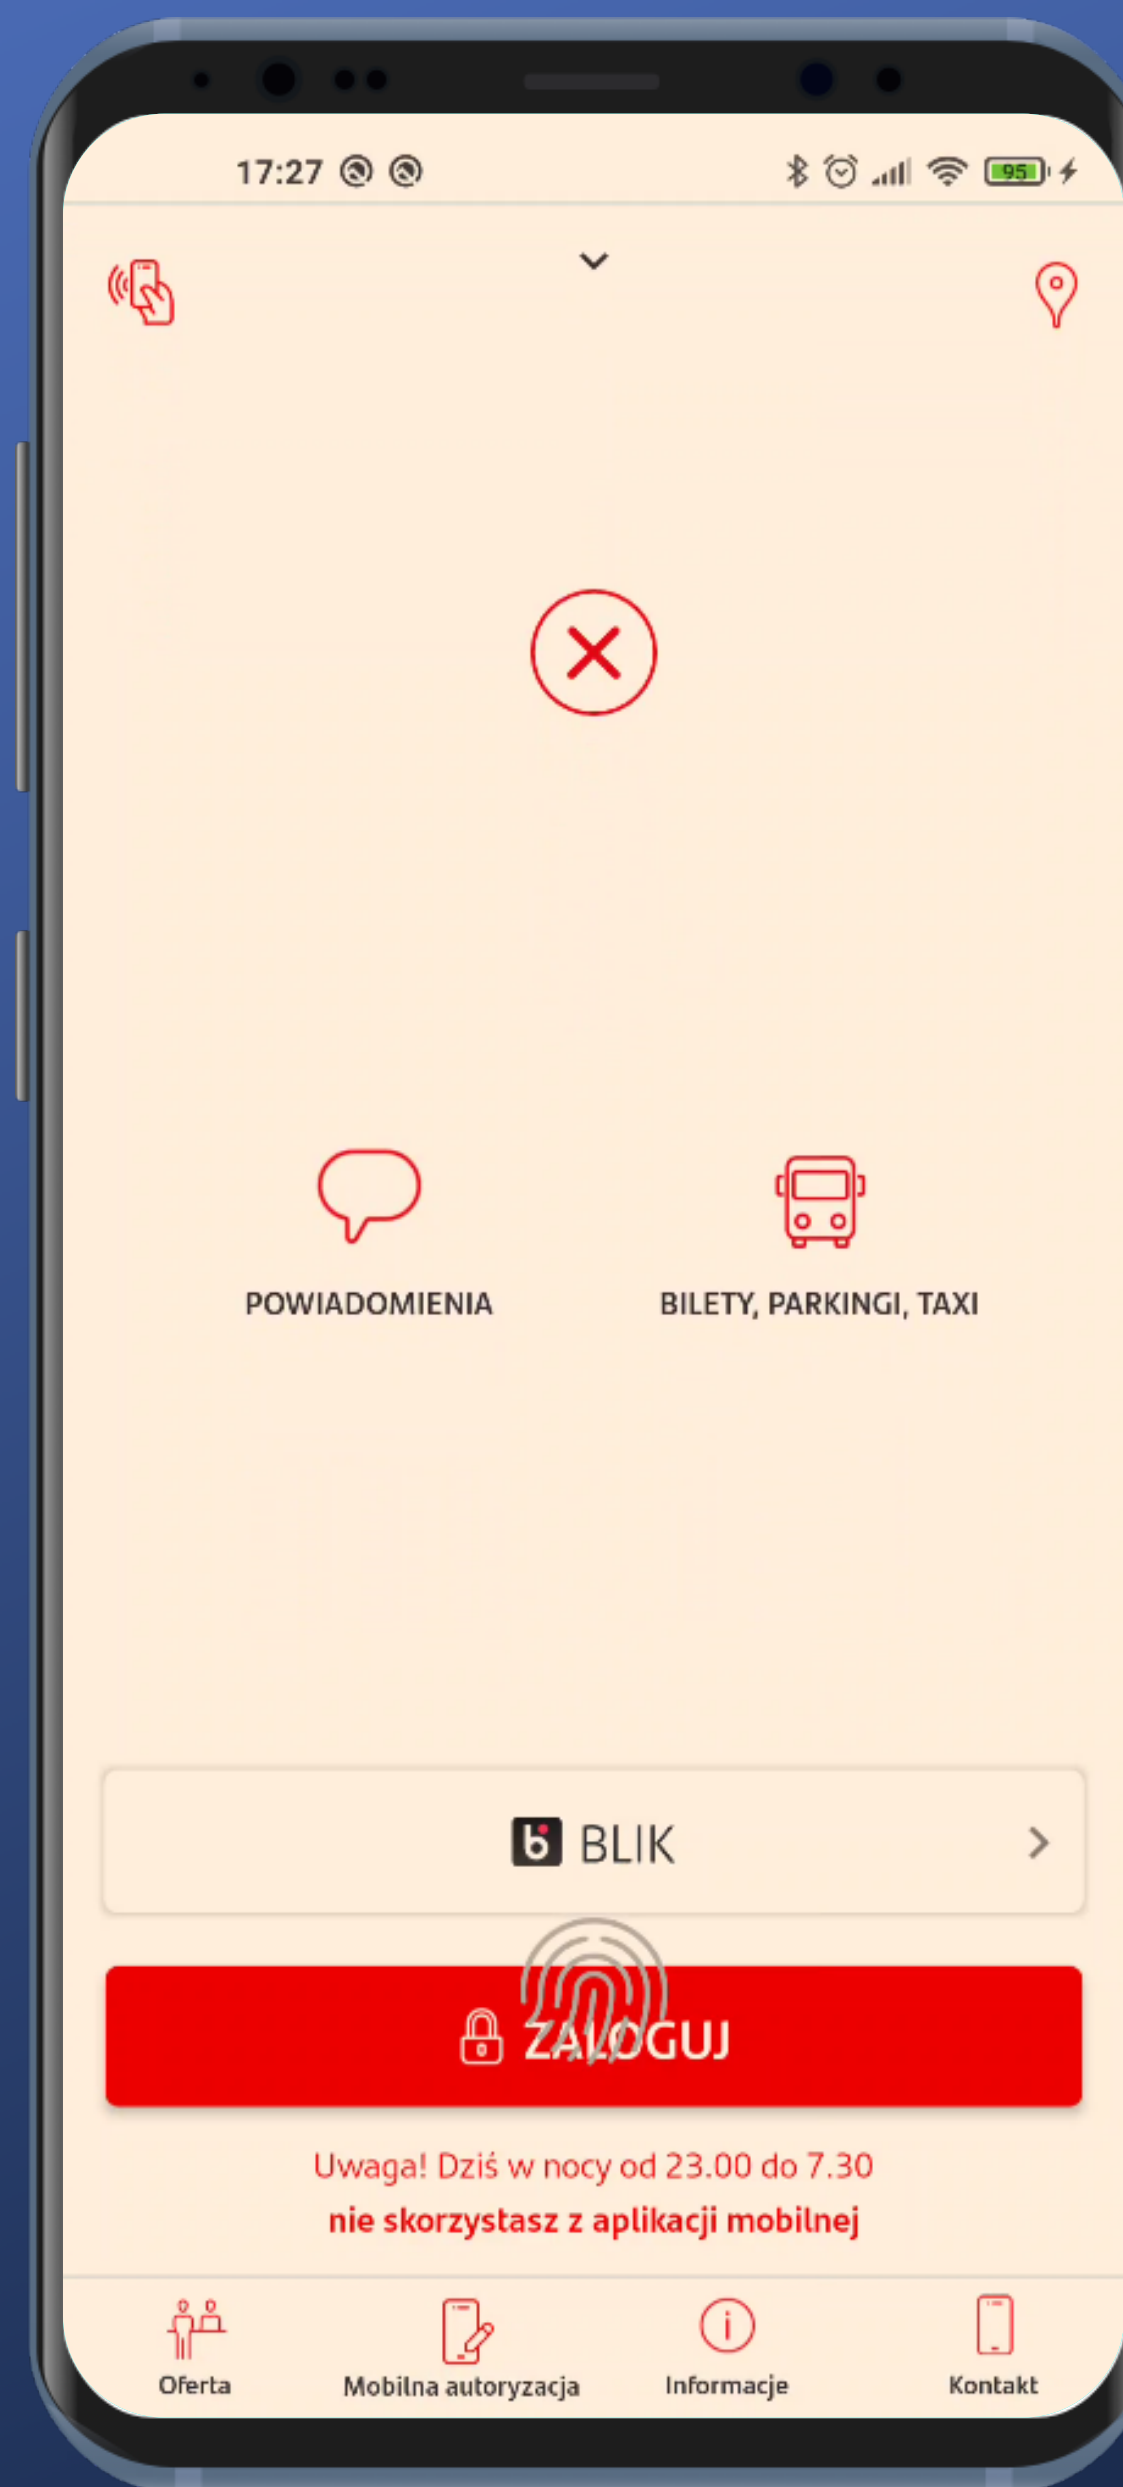 17:27
95
POWIADOMIENIA
BILETY, PARKINGI, TAXI
BLIK
ZALOGUJ
Uwaga! Dziś w nocy od 23.00 do 7.30
nie skorzystasz z aplikacji mobilnej
Oferta
Mobilna autoryzacja
Informacje
Kontakt